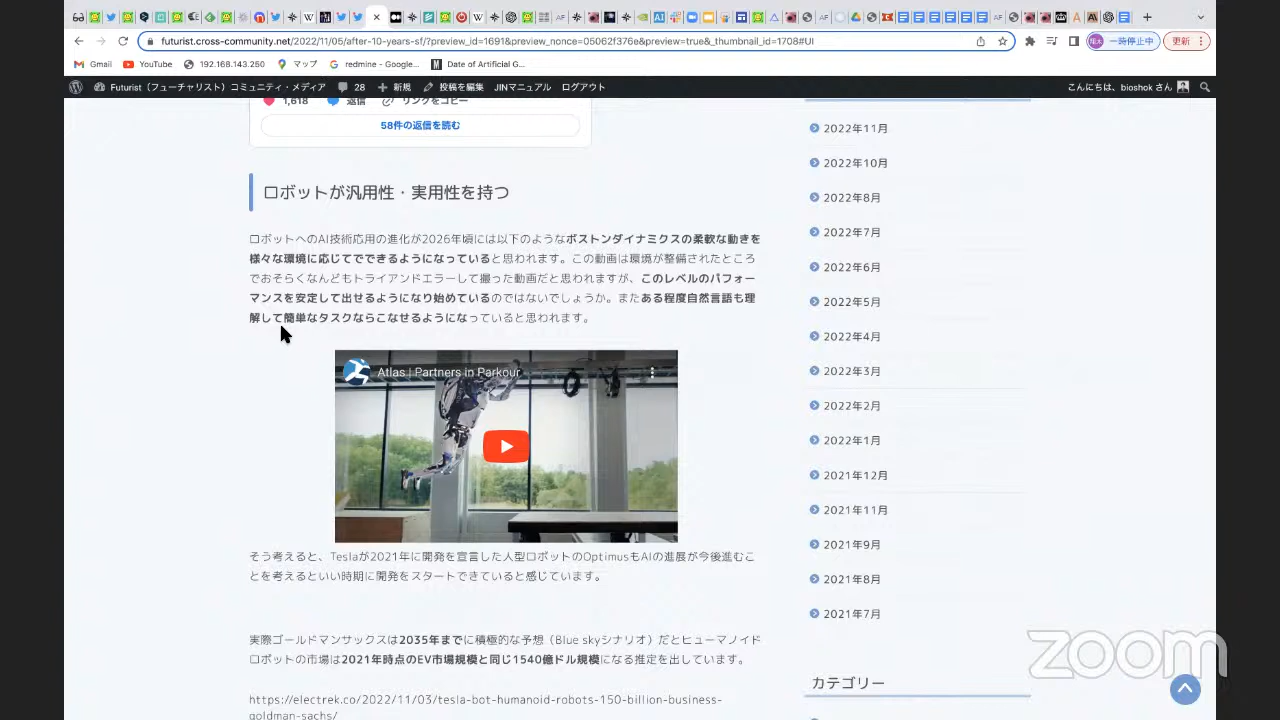 futurist.cross-community.net/2022/11/05/after-10-years-sf/?preview_id=1691&preview_nonce=05062f376e&preview=true&_thumbnail_id=1708#UI
一時停止中
更新
Gmail
YouTube
192.168.143.250
マップ
redmine - Google...
Date of Artificial G...
Futurist（フューチャリスト）コミュニティ・メディア
28
新規
投稿を編集
JINマニュアル
ログアウト
こんにちは、bioshok さん
1,618
返信
リンクをコピー
58件の返信を読む
ロボットが汎用性・実用性を持つ
ロボットへのAI技術応用の進化が2026年頃には以下のようなボストンダイナミクスの柔軟な動きを
様々な環境に応じてでできるようになっていると思われます。この動画は環境が整備されたところ
でおそらくなんどもトライアンドエラーして撮った動画だと思われますが、このレベルのパフォー
マンスを安定して出せるようになり始めているのではないでしょうか。またある程度自然言語も理
解して簡単なタスクならこなせるようになっていると思われます。
Atlas | Partners in Parkour
そう考えると、Teslaが2021年に開発を宣言した人型ロボットのOptimusもAIの進展が今後進むこ
とを考えるといい時期に開発をスタートできていると感じています。
実際ゴールドマンサックスは2035年までに積極的な予想（Blue skyシナリオ）だとヒューマノイド
ロボットの市場は2021年時点のEV市場規模と同じ1540億ドル規模になる推定を出しています。
https://electrek.co/2022/11/03/tesla-bot-humanoid-robots-150-billion-business-
goldman-sachs/
2022年11月
2022年10月
2022年8月
2022年7月
2022年6月
2022年5月
2022年4月
2022年3月
2022年2月
2022年1月
2021年12月
2021年11月
2021年9月
2021年8月
2021年7月
カテゴリー
zoom